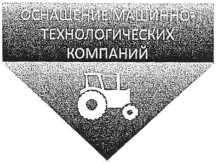 ОСНАЩЕНИЕ МАШИННО-
ТЕХНОЛОГИЧЕСКИХ
КОМПАНИЙ